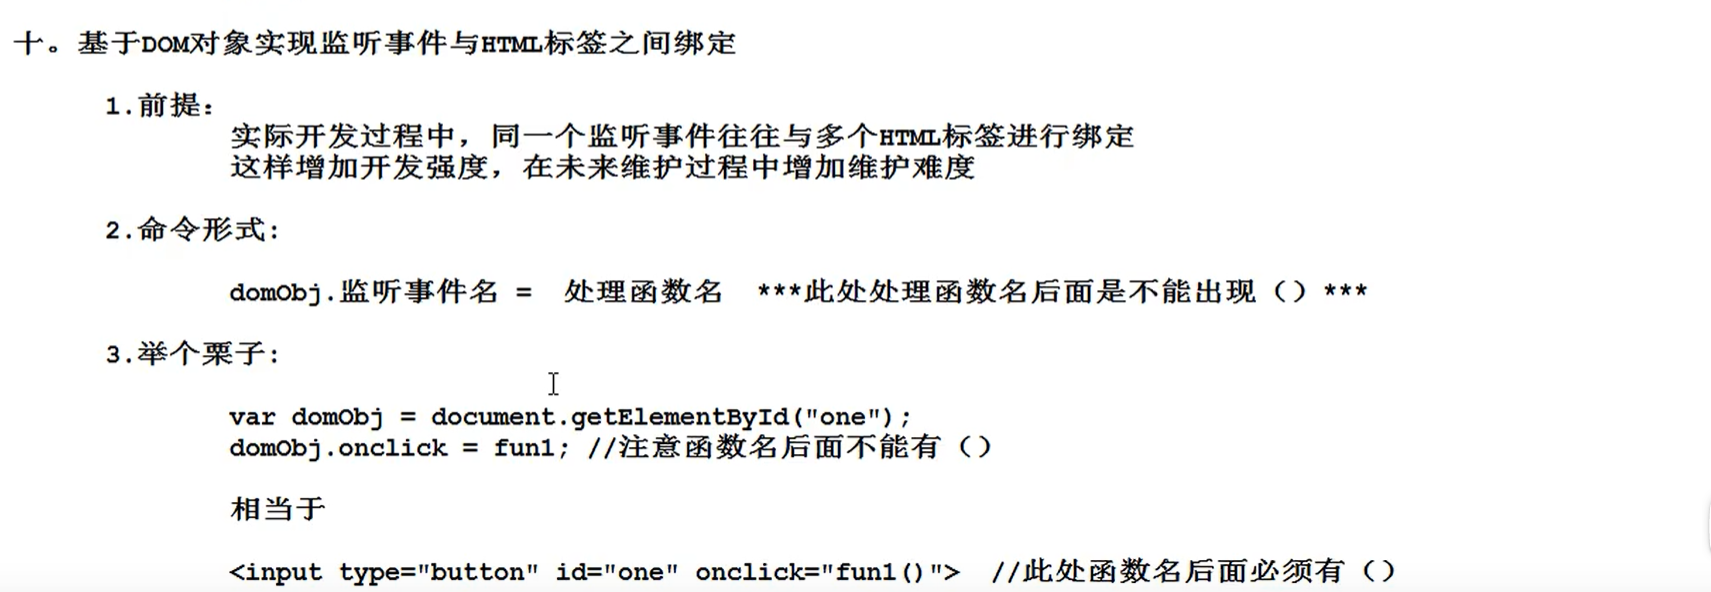 十。基于DOM对象实现监听事件与HTML标签之间绑定
1.前提：
实际开发过程中，同一个监听事件往往与多个HTML标签进行绑定
这样增加开发强度，在未来维护过程中增加维护难度
2.命令形式：
domObj.监听事件名 = 处理函数名 ***此处处理函数名后面是不能出现（）***
3.举个栗子：
var domObj = document.getElementById("one");
domObj.onclick = fun1; //注意函数名后面不能有（）
相当于
<input type="button" id="one" onclick="fun1()"> //此处函数名后面必须有（）